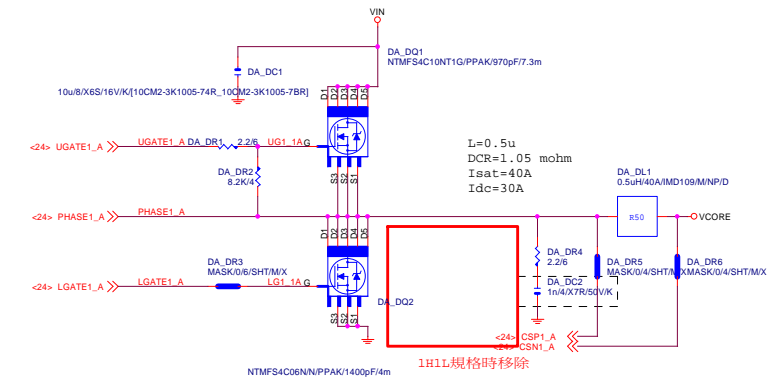 VIN
DA_DQ1
NTMFS4C10NT1G/PPAK/970pF/7.3m
DA_DC1
10u/8/X6S/16V/K/[10CM2-3K1005-74R_10CM2-3K1005-7BR]
D1 D2 D3 D4 D5
<24> UGATE1_A UGATE1_A DA_DR1 2.2/6 UG1_1A G
DA_DR2
8.2K/4
S3 S2 S1
L=0.5u
DCR=1.05 mohm
Isat=40A
Idc=30A
DA_DL1
0.5uH/40A/IMD109/M/NP/D
<24> PHASE1_A PHASE1_A
R50
VCORE
D1 D2 D3 D4 D5
DA_DR3
MASK/0/6/SHT/M/X
<24> LGATE1_A LGATE1_A LG1_1A G
DA_DQ2
S3 S2 S1
DA_DR4
2.2/6
DA_DR5
MASK/0/4/SHT/M/X
DA_DR6
MASK/0/4/SHT/M/X
DA_DC2
1n/4/X7R/50V/K
<24> CSP1_A
<24> CSN1_A
1H1L規格時移除
NTMFS4C06N/N/PPAK/1400pF/4m